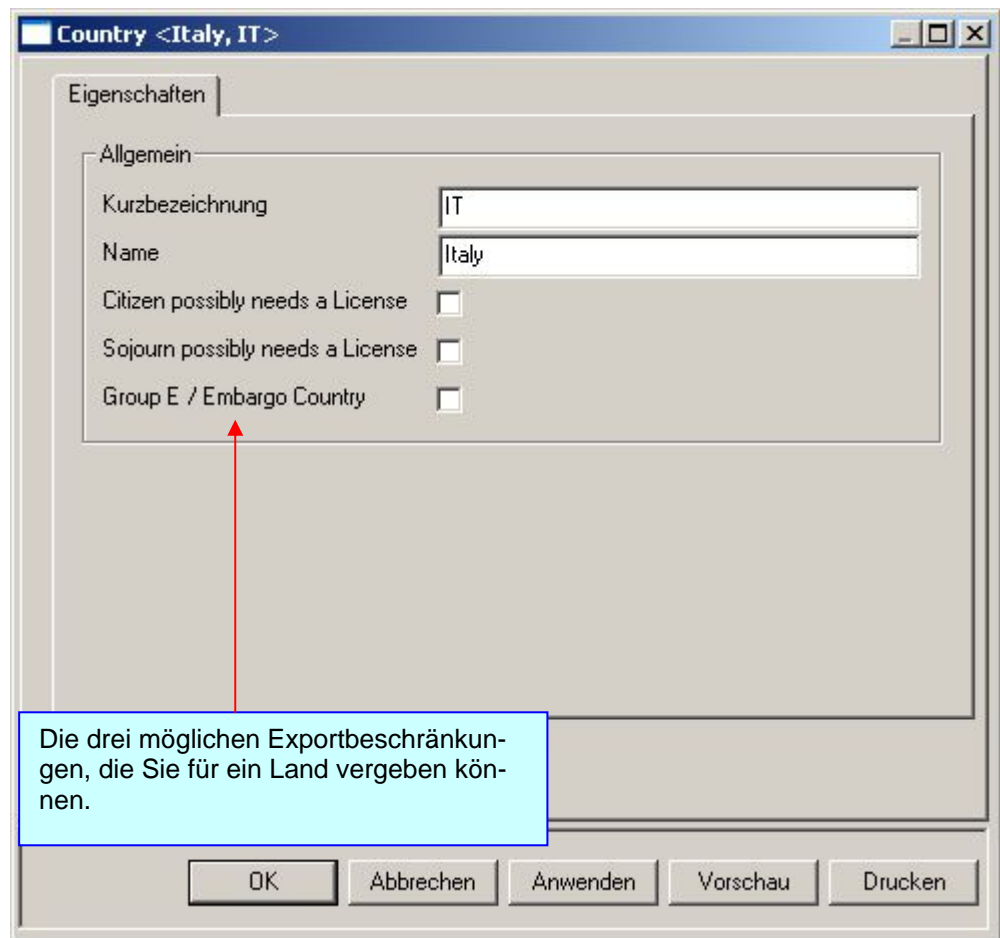 Country <Italy, IT>
Eigenschaften
Allgemein
Kurzbezeichnung IT
Name Italy
Citizen possibly needs a License
Sojourn possibly needs a License
Group E / Embargo Country
Die drei möglichen Exportbeschränkun-
gen, die Sie für ein Land vergeben kön-
nen.
OK Abbrechen Anwenden Vorschau Drucken